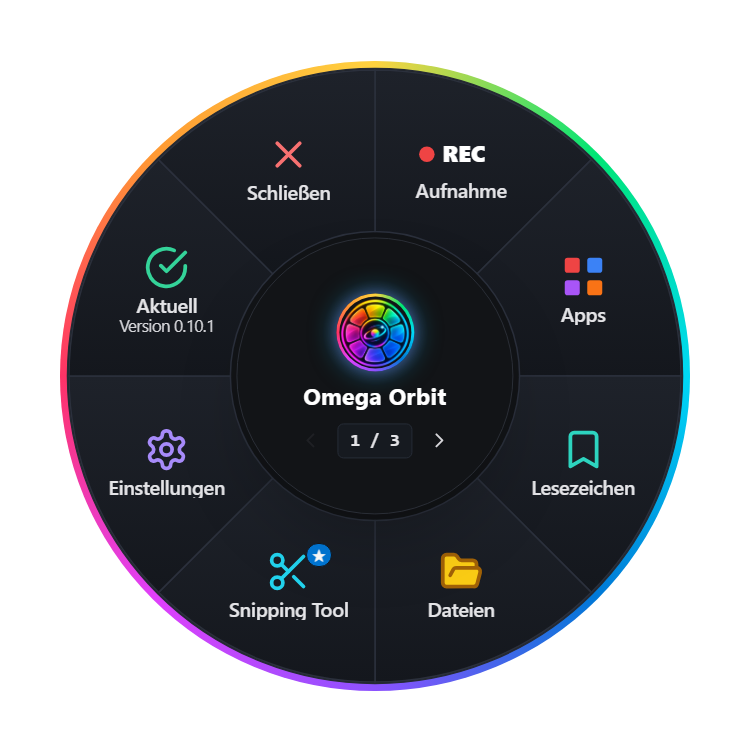 Schließen
REC
Aufnahme
Aktuell
Version 0.10.1
Apps
Omega Orbit
1 / 3
Einstellungen
Lesezeichen
Snipping Tool
Dateien